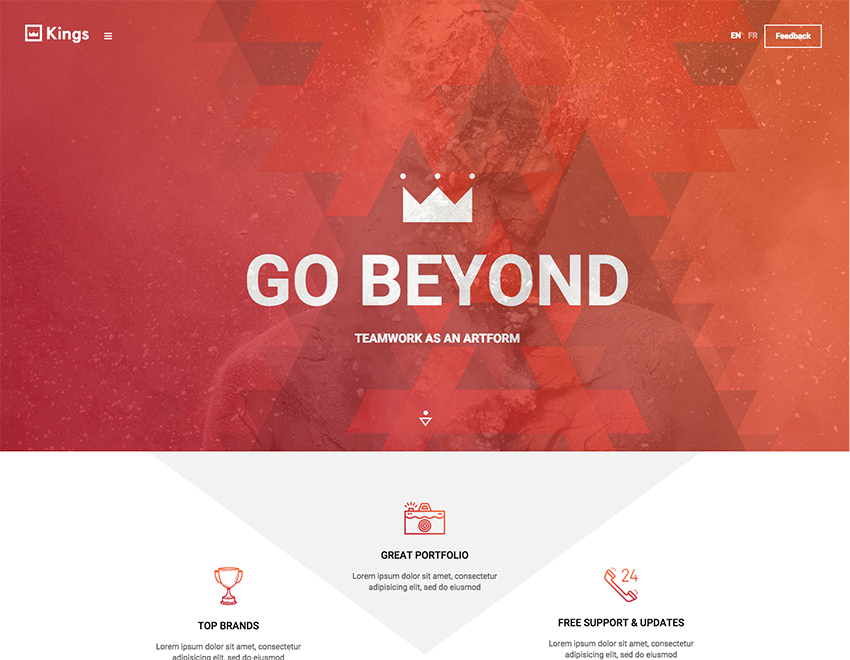 Kings
EN FR
Feedback
GO BEYOND
TEAMWORK AS AN ARTFORM
GREAT PORTFOLIO
Lorem ipsum dolor sit amet, consectetur
adipisicing elit, sed do eiusmod
TOP BRANDS
Lorem ipsum dolor sit amet, consectetur
adipisicing elit, sed do eiusmod
24
FREE SUPPORT & UPDATES
Lorem ipsum dolor sit amet, consectetur
adipisicing elit, sed do eiusmod